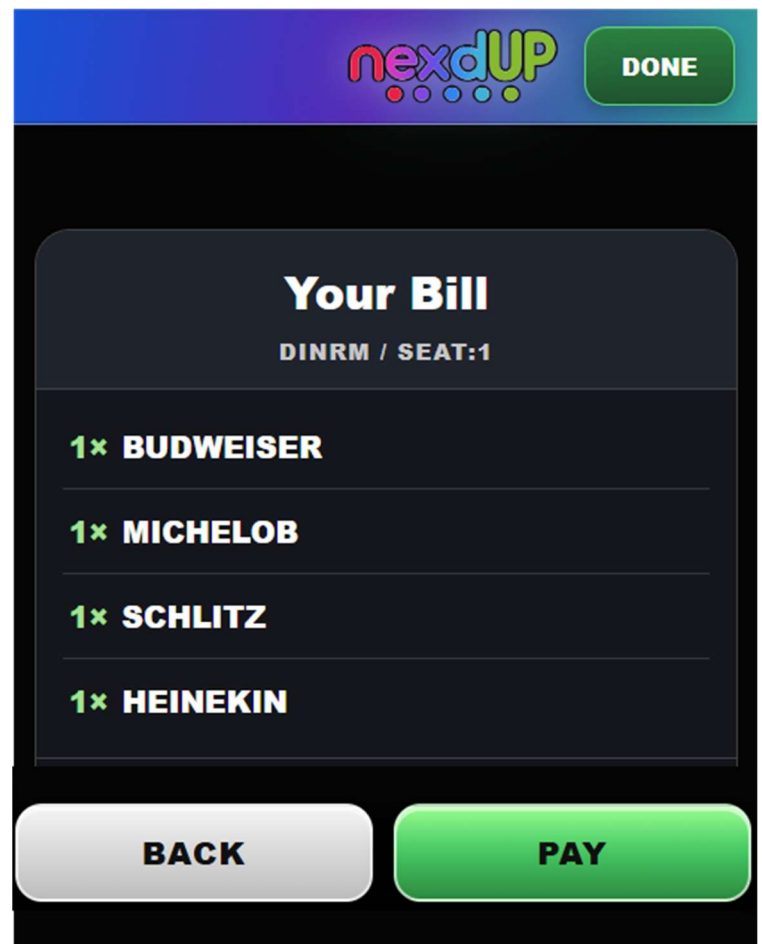 nexdUP
DONE
Your Bill
DINRM / SEAT:1
1× BUDWEISER
1× MICHELOB
1× SCHLITZ
1× HEINEKIN
BACK
PAY